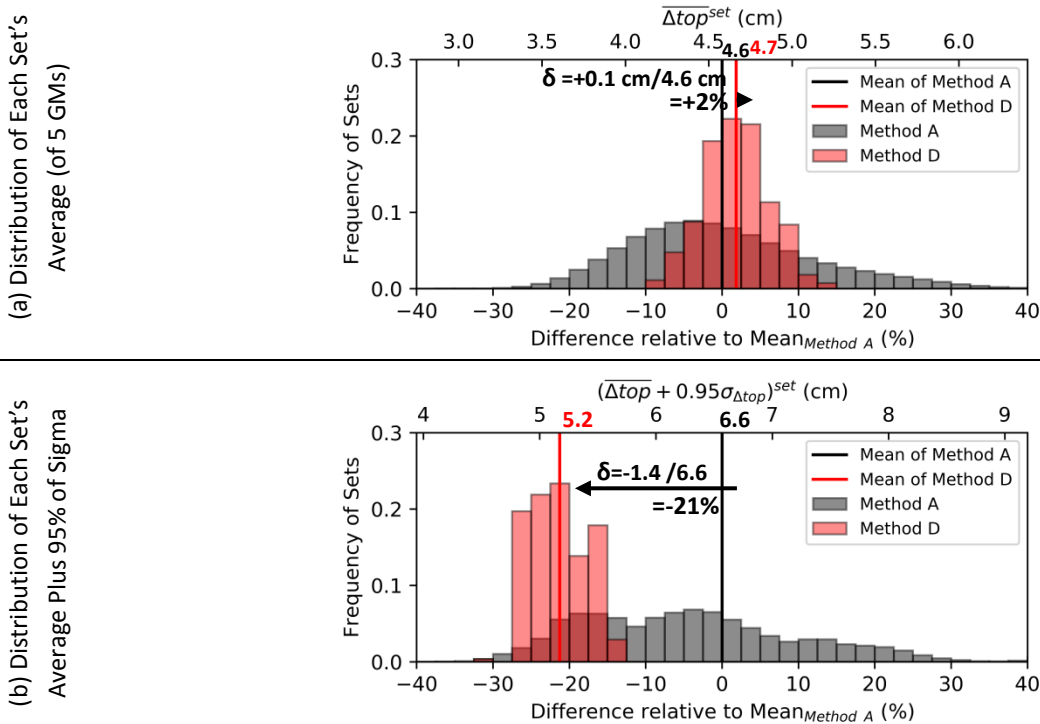 (a) Distribution of Each Set's
Average (of 5 GMs)
Δtop^set (cm)
3.0 3.5 4.0 4.5 5.0 5.5 6.0
4.6 4.7
δ =+0.1 cm/4.6 cm
=+2%
Mean of Method A
Mean of Method D
Method A
Method D
Frequency of Sets
0.3
0.2
0.1
0.0
−40 −30 −20 −10 0 10 20 30 40
Difference relative to Mean_Method A (%)
(b) Distribution of Each Set's
Average Plus 95% of Sigma
(Δtop + 0.95σ_Δtop)^set (cm)
4 5 6 7 8 9
5.2 6.6
δ=-1.4 /6.6
=-21%
Mean of Method A
Mean of Method D
Method A
Method D
Frequency of Sets
0.3
0.2
0.1
0.0
−40 −30 −20 −10 0 10 20 30 40
Difference relative to Mean_Method A (%)